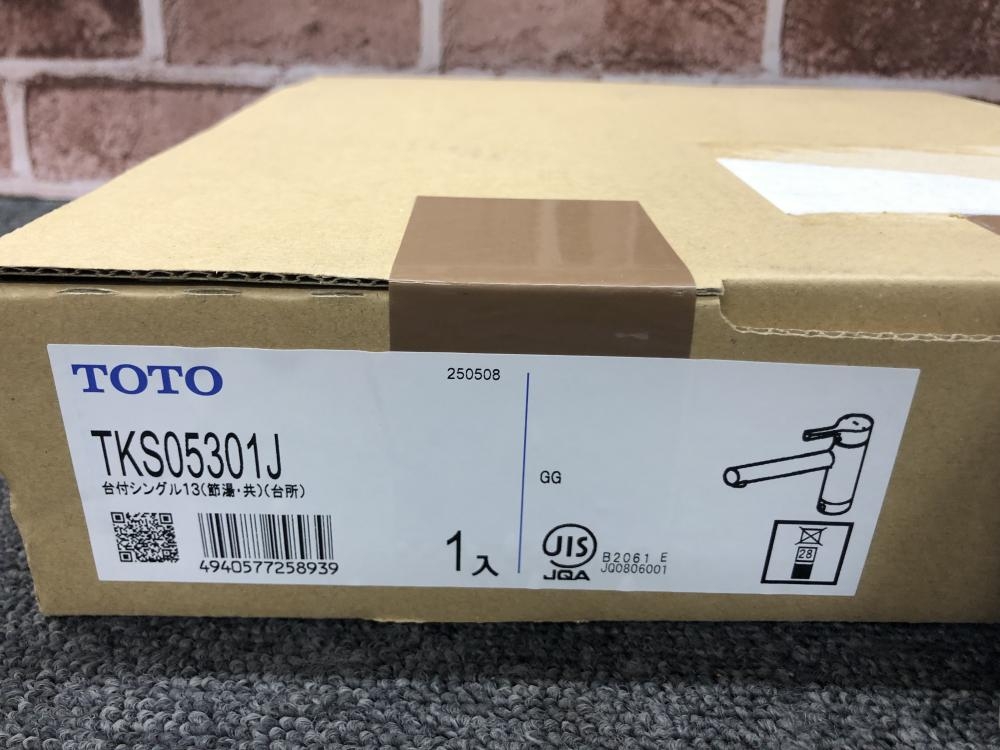 TOTO
250508
TKS05301J
台付シングル13(節湯・共)(台所)
4940577258939
1入
GG
JIS
JQA
B2061 E
JQ0806001
28